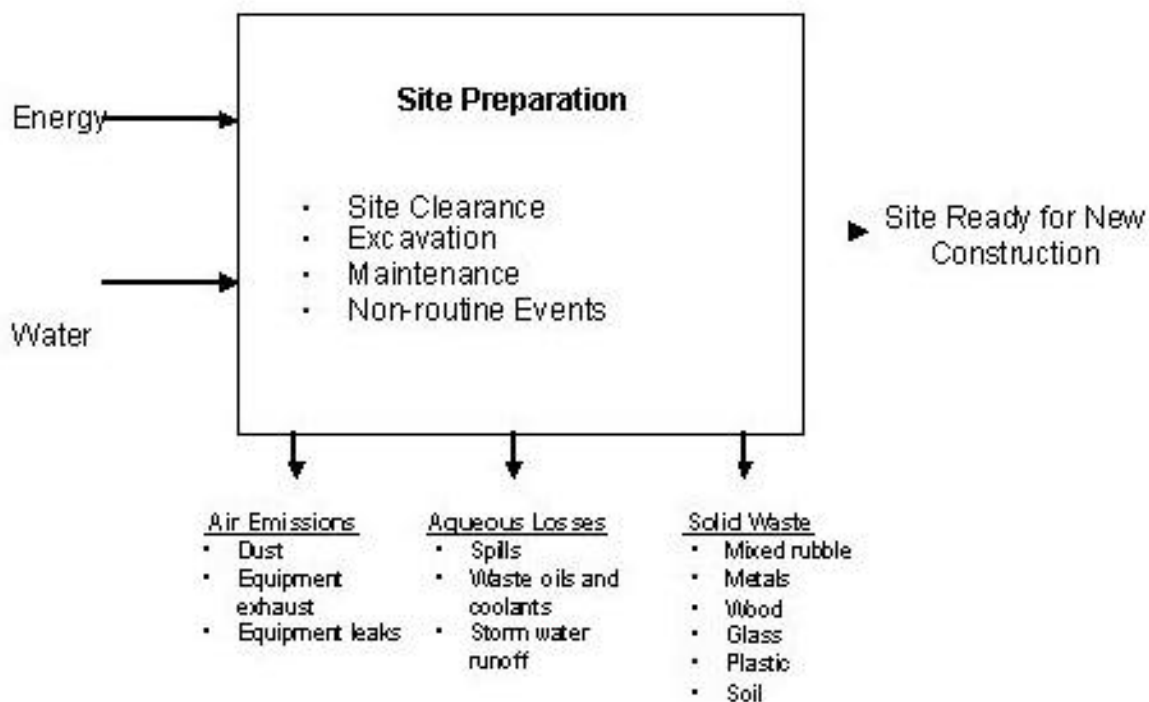 Site Preparation
Energy
· Site Clearance
· Excavation
· Maintenance
· Non-routine Events
Water
Site Ready for New
Construction
Air Emissions
· Dust
· Equipment
exhaust
· Equipment leaks
Aqueous Losses
· Spills
· Waste oils and
coolants
· Storm water
runoff
Solid Waste
· Mixed rubble
· Metals
· Wood
· Glass
· Plastic
· Soil